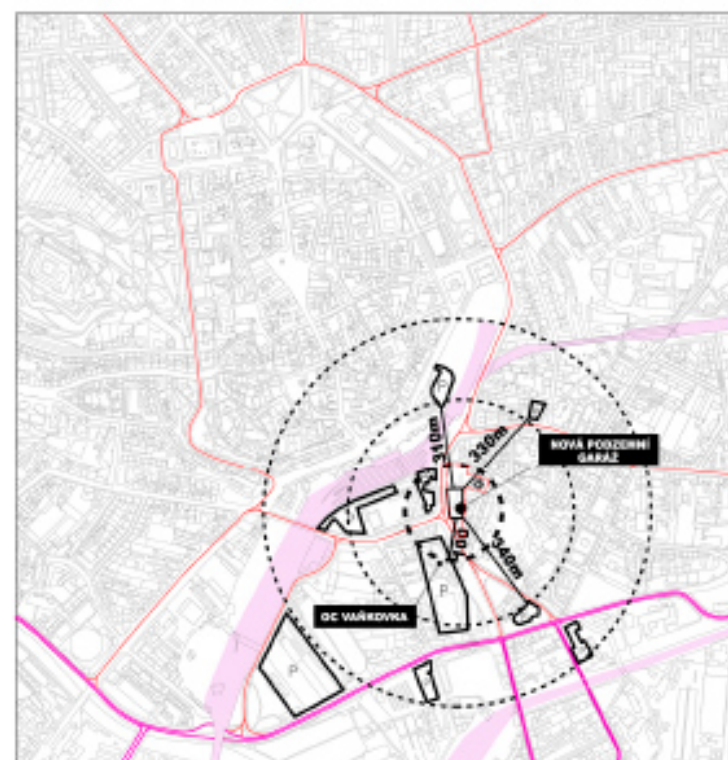 310m
330m
NOVÁ PODZEMNÍ
GARÁŽ
340m
P
OC VAŇKOVKA
P